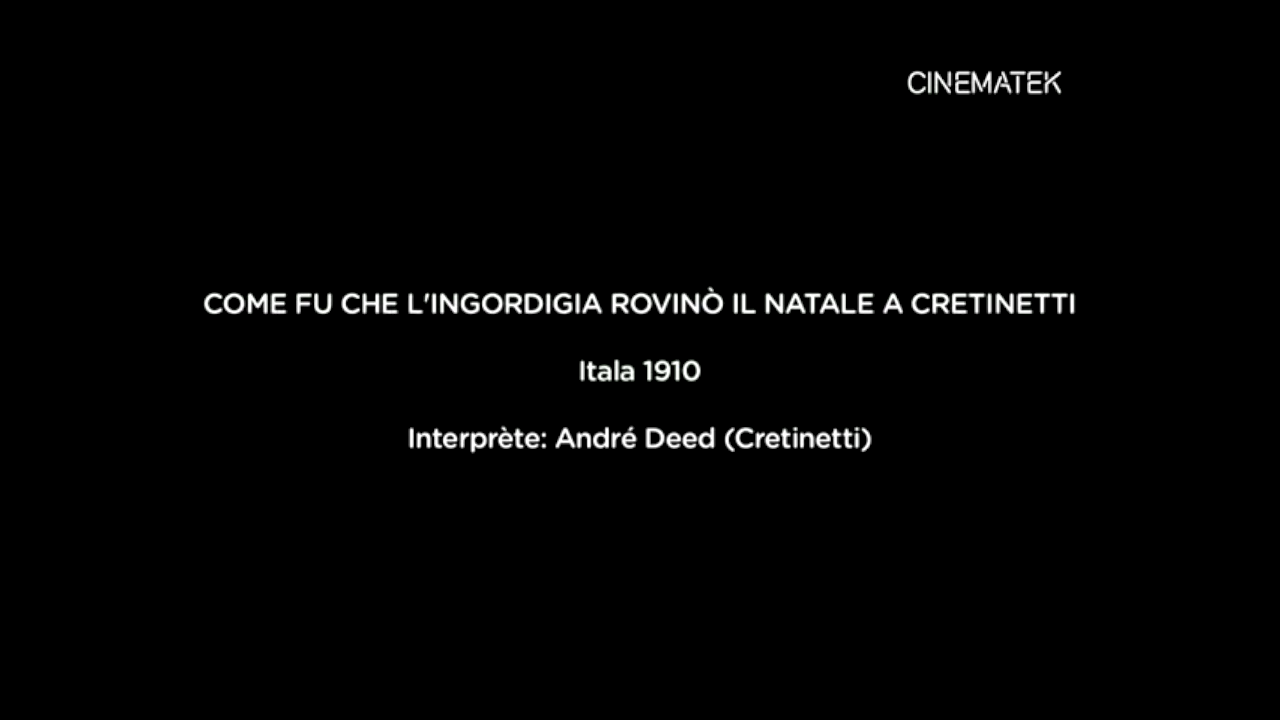 CINEMATEK
COME FU CHE L'INGORDIGIA ROVINÒ IL NATALE A CRETINETTI
Itala 1910
Interprète: André Deed (Cretinetti)